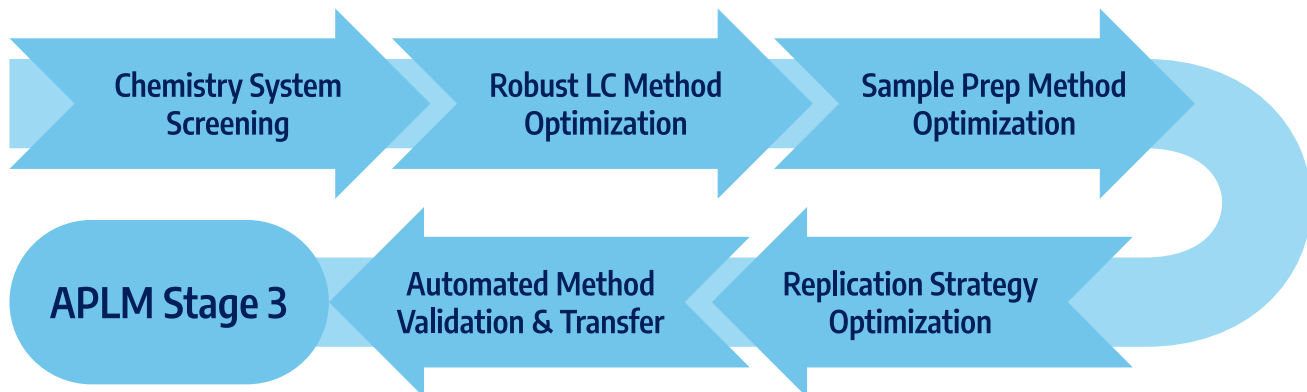 Chemistry System
Screening
Robust LC Method
Optimization
Sample Prep Method
Optimization
Replication Strategy
Optimization
Automated Method
Validation & Transfer
APLM Stage 3